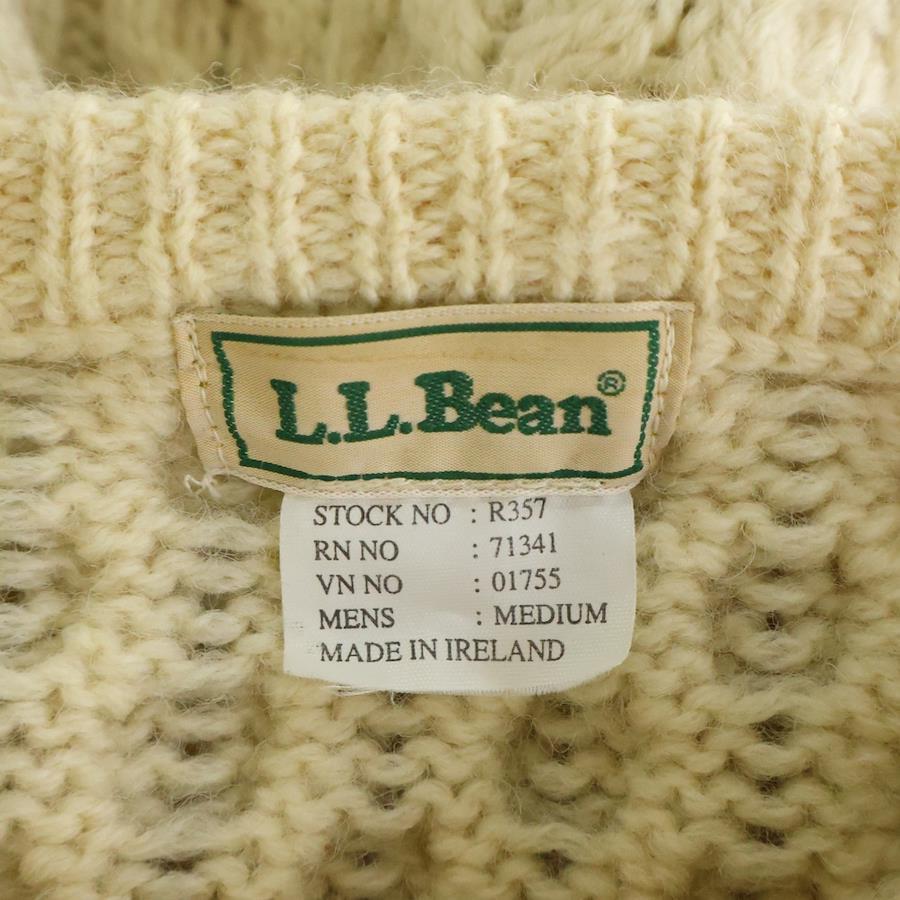 L.L.Bean®
STOCK NO : R357
RN NO : 71341
VN NO : 01755
MENS : MEDIUM
MADE IN IRELAND